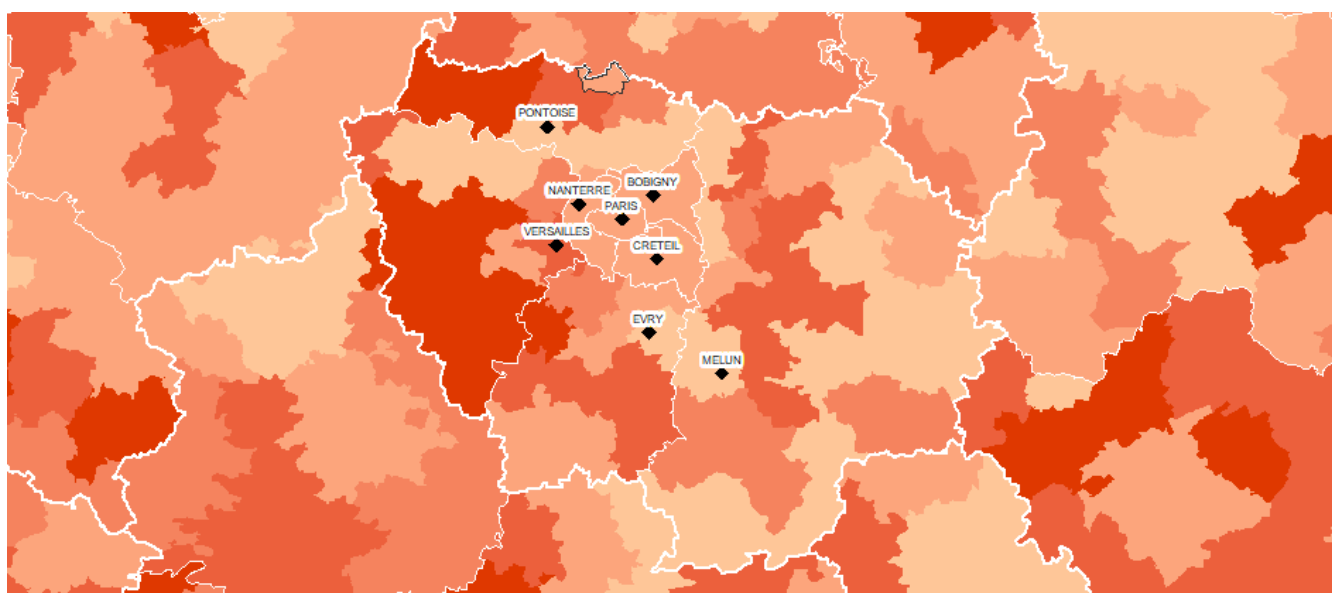 PONTOISE
BOBIGNY
NANTERRE
PARIS
VERSAILLES
CRETEIL
EVRY
MELUN